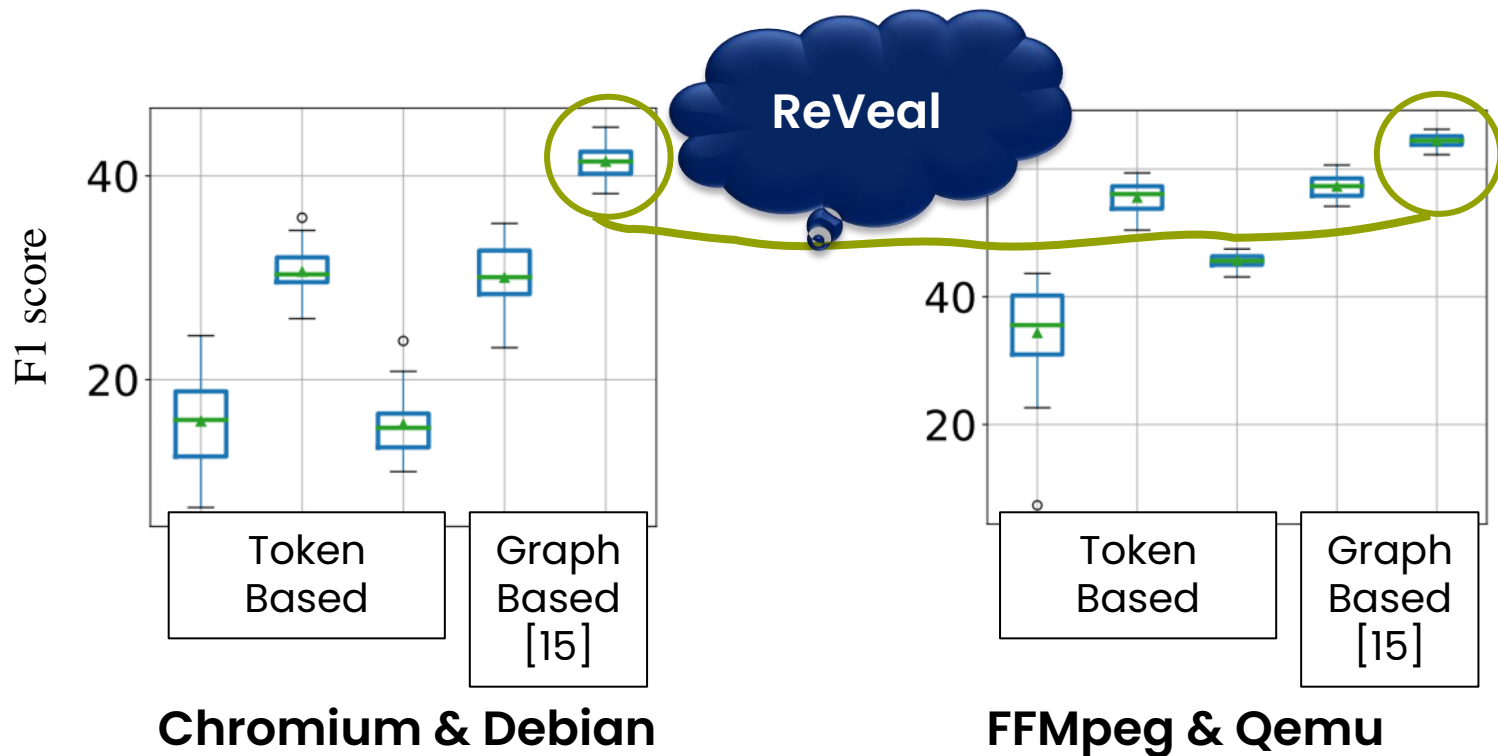 ReVeal
F1 score
40
20
Token
Based
Graph
Based
[15]
Chromium & Debian
40
20
Token
Based
Graph
Based
[15]
FFMpeg & Qemu